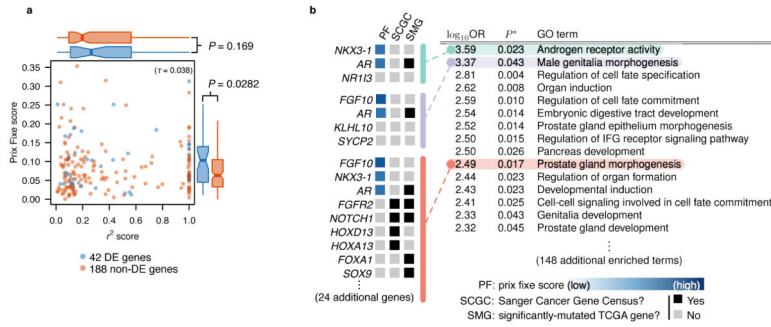 a
P = 0.169
(τ = 0.038)
P = 0.0282
Prix Fixe score
0.35
0.30
0.25
0.20
0.15
0.10
0.05
0.00
0.0 0.2 0.4 0.6 0.8 1.0
r² score
42 DE genes
188 non-DE genes
b
PF SCGC SMG
NKX3-1
AR
NR1I3
FGF10
AR
KLHL10
SYCP2
FGF10
NKX3-1
AR
FGFR2
NOTCH1
HOXD13
HOXA13
FOXA1
SOX9
⋮
(24 additional genes)
log₁₀OR P* GO term
3.59 0.023 Androgen receptor activity
3.37 0.043 Male genitalia morphogenesis
2.81 0.004 Regulation of cell fate specification
2.62 0.008 Organ induction
2.59 0.010 Regulation of cell fate commitment
2.54 0.014 Embryonic digestive tract development
2.52 0.014 Prostate gland epithelium morphogenesis
2.50 0.015 Regulation of IFG receptor signaling pathway
2.50 0.026 Pancreas development
2.49 0.017 Prostate gland morphogenesis
2.44 0.023 Regulation of organ formation
2.43 0.023 Developmental induction
2.41 0.025 Cell-cell signaling involved in cell fate commitment
2.33 0.043 Genitalia development
2.32 0.045 Prostate gland development
⋮
(148 additional enriched terms)
PF: prix fixe score (low) (high)
SCGC: Sanger Cancer Gene Census? Yes
SMG: significantly-mutated TCGA gene? No